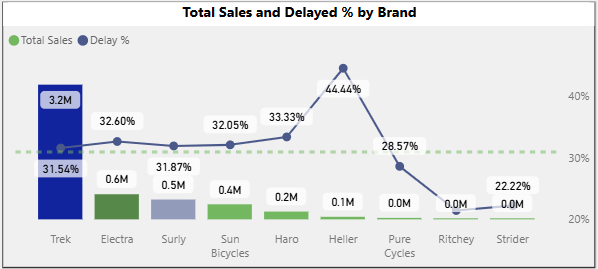 Total Sales and Delayed % by Brand
Total Sales Delay %
44.44%
40%
3.2M
32.60%
32.05%
33.33%
28.57%
30%
31.54%
31.87%
0.6M
0.5M
0.4M
0.2M
0.1M
0.0M
0.0M
22.22%
0.0M
20%
Trek
Electra
Surly
Sun
Bicycles
Haro
Heller
Pure
Cycles
Ritchey
Strider